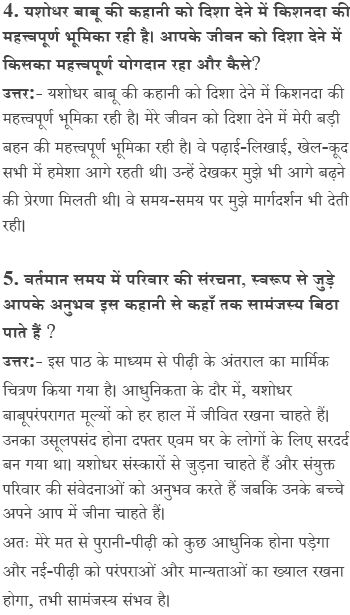 4. यशोधर बाबू की कहानी को दिशा देने में किशनदा की
महत्त्वपूर्ण भूमिका रही है। आपके जीवन को दिशा देने में
किसका महत्त्वपूर्ण योगदान रहा और कैसे?
उत्तर:- यशोधर बाबू की कहानी को दिशा देने में किशनदा की
महत्त्वपूर्ण भूमिका रही है। मेरे जीवन को दिशा देने में मेरी बड़ी
बहन की महत्त्वपूर्ण भूमिका रही है। वे पढ़ाई-लिखाई, खेल-कूद
सभी में हमेशा आगे रहती थी। उन्हें देखकर मुझे भी आगे बढ़ने
की प्रेरणा मिलती थी। वे समय-समय पर मुझे मार्गदर्शन भी देती
रही।
5. वर्तमान समय में परिवार की संरचना, स्वरूप से जुड़े
आपके अनुभव इस कहानी से कहाँ तक सामंजस्य बिठा
पाते हैं ?
उत्तर:- इस पाठ के माध्यम से पीढ़ी के अंतराल का मार्मिक
चित्रण किया गया है। आधुनिकता के दौर में, यशोधर
बाबूपरंपरागत मूल्यों को हर हाल में जीवित रखना चाहते हैं।
उनका उसूलपसंद होना दफ्तर एवम घर के लोगों के लिए सरदर्द
बन गया था। यशोधर संस्कारों से जुड़ना चाहते हैं और संयुक्त
परिवार की संवेदनाओं को अनुभव करते हैं जबकि उनके बच्चे
अपने आप में जीना चाहते हैं।
अतः मेरे मत से पुरानी-पीढ़ी को कुछ आधुनिक होना पड़ेगा
और नई-पीढ़ी को परंपराओं और मान्यताओं का ख्याल रखना
होगा, तभी सामंजस्य संभव है।